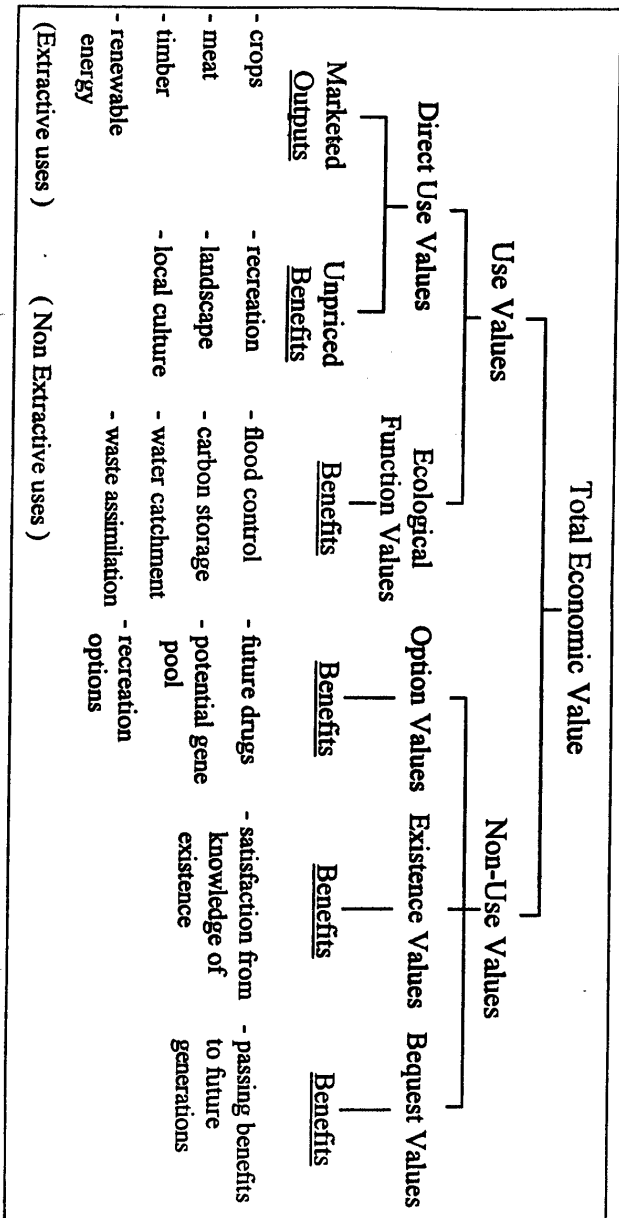 Total Economic Value
Use Values
Non-Use Values
Direct Use Values
Ecological
Function Values
Option Values
Existence Values
Bequest Values
Marketed
Outputs
Unpriced
Benefits
Benefits
Benefits
Benefits
Benefits
- crops
- meat
- timber
- renewable
energy
- recreation
- landscape
- local culture
- flood control
- carbon storage
- water catchment
- waste assimilation
- future drugs
- potential gene
pool
- recreation
options
- satisfaction from
knowledge of
existence
- passing benefits
to future
generations
(Extractive uses )
( Non Extractive uses )